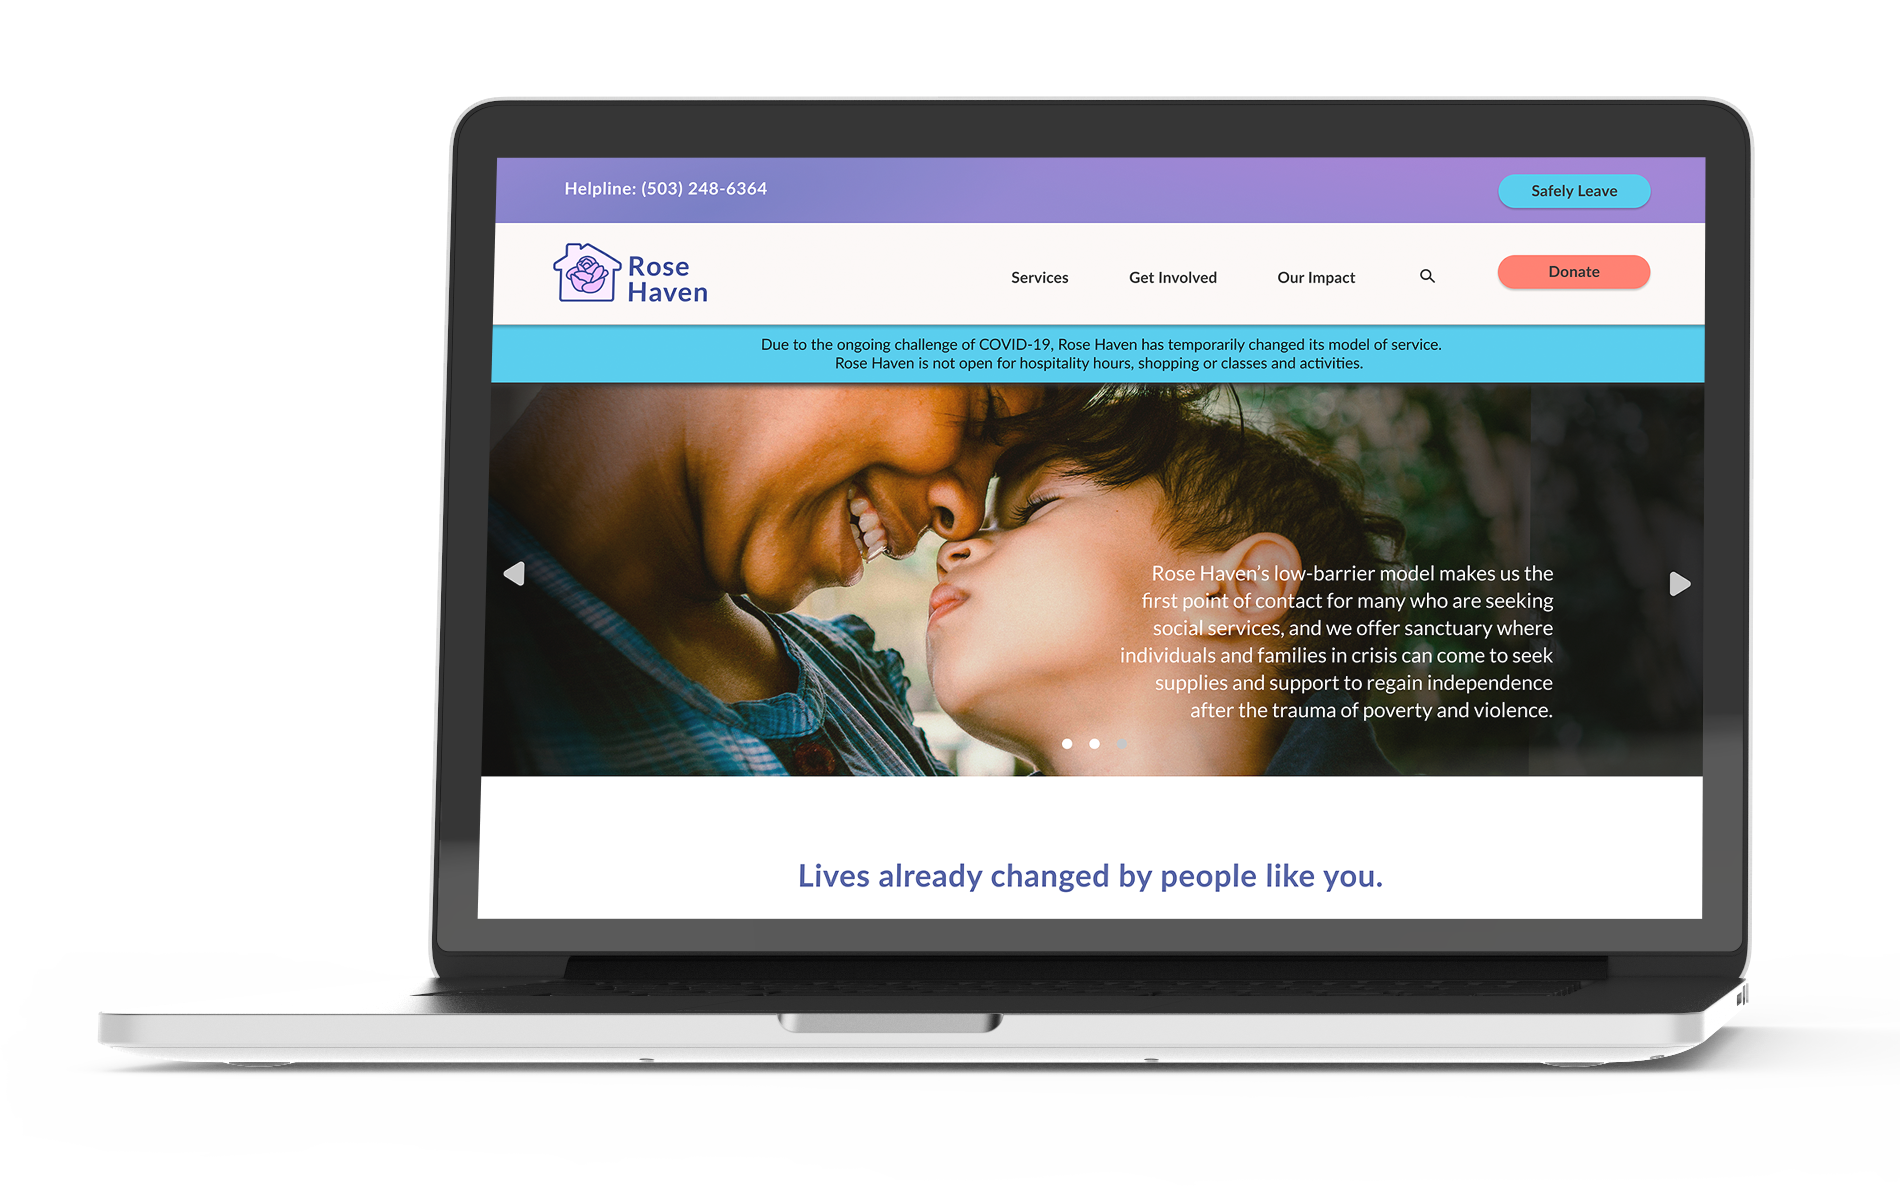 Helpline: (503) 248-6364
Safely Leave
Rose
Haven
Services
Get Involved
Our Impact
Donate
Due to the ongoing challenge of COVID-19, Rose Haven has temporarily changed its model of service.
Rose Haven is not open for hospitality hours, shopping or classes and activities.
Rose Haven’s low-barrier model makes us the
first point of contact for many who are seeking
social services, and we offer sanctuary where
individuals and families in crisis can come to seek
supplies and support to regain independence
after the trauma of poverty and violence.
Lives already changed by people like you.